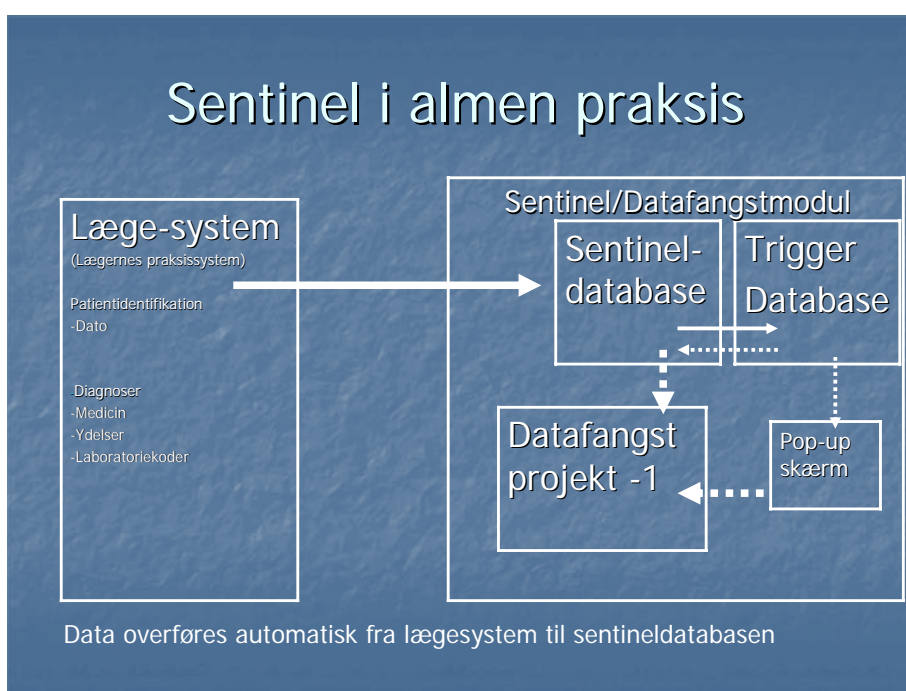 Sentinel i almen praksis
Læge-system
(Lægernes praksissystem)
Patientidentifikation
-Dato
-Diagnoser
-Medicin
-Ydelser
-Laboratoriekoder
Sentinel/Datafangstmodul
Sentinel-
database
Trigger
Database
Datafangst
projekt -1
Pop-up
skærm
Data overføres automatisk fra lægesystem til sentineldatabasen